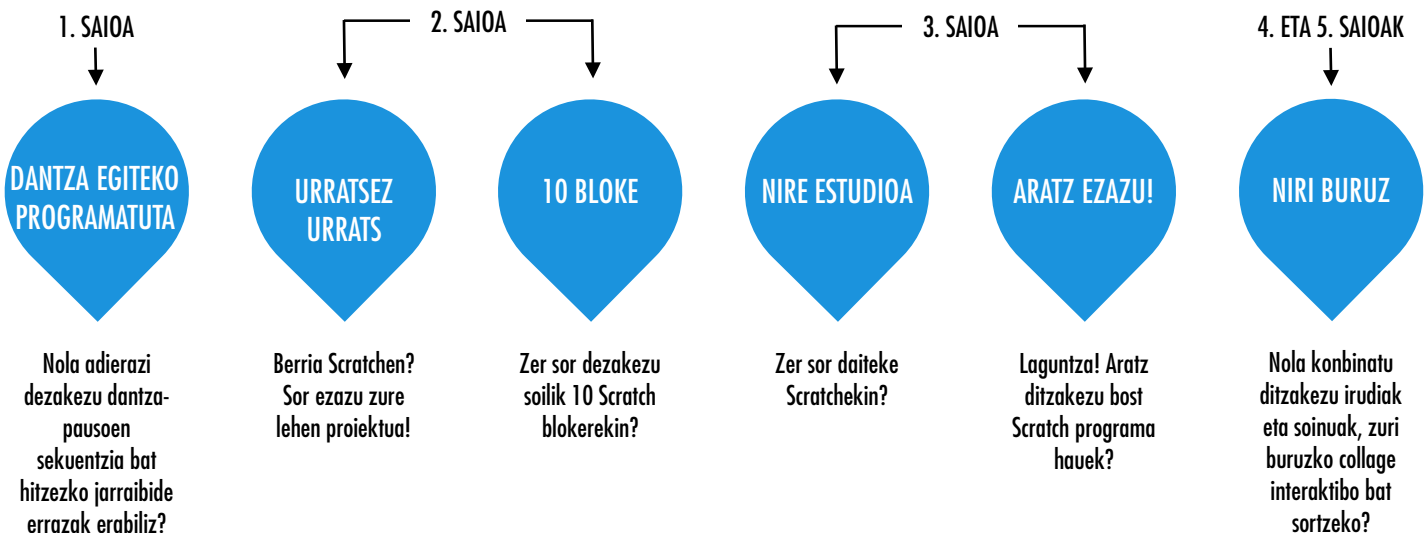 1. SAIOA
2. SAIOA
3. SAIOA
4. ETA 5. SAIOAK
DANTZA EGITEKO
PROGRAMATUTA
URRATSEZ
URRATS
10 BLOKE
NIRE ESTUDIOA
ARATZ EZAZU!
NIRI BURUZ
Nola adierazi
dezakezu dantza-
pausoen
sekuentzia bat
hitzezko jarraibide
errazak erabiliz?
Berria Scratchen?
Sor ezazu zure
lehen proiektua!
Zer sor dezakezu
soilik 10 Scratch
blokerekin?
Zer sor daiteke
Scratchekin?
Laguntza! Aratz
ditzakezu bost
Scratch programa
hauek?
Nola konbinatu
ditzakezu irudiak
eta soinuak, zuri
buruzko collage
interaktibo bat
sortzeko?